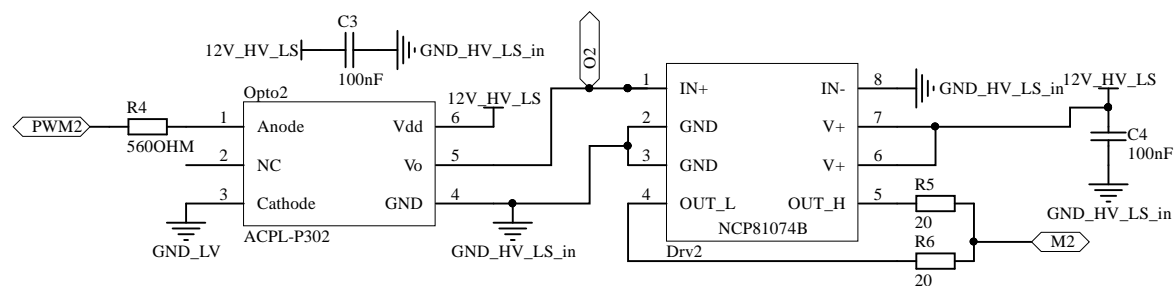 C3
12V_HV_LS
GND_HV_LS_in
100nF
O2
Opto2
R4
PWM2
560OHM
1
Anode
2
NC
3
Cathode
Vdd
6
12V_HV_LS
Vo
5
GND
4
ACPL-P302
GND_LV
GND_HV_LS_in
1
IN+
2
GND
3
GND
4
OUT_L
IN-
8
GND_HV_LS_in
V+
7
V+
6
OUT_H
5
NCP81074B
Drv2
12V_HV_LS
C4
100nF
GND_HV_LS_in
R5
20
R6
20
M2